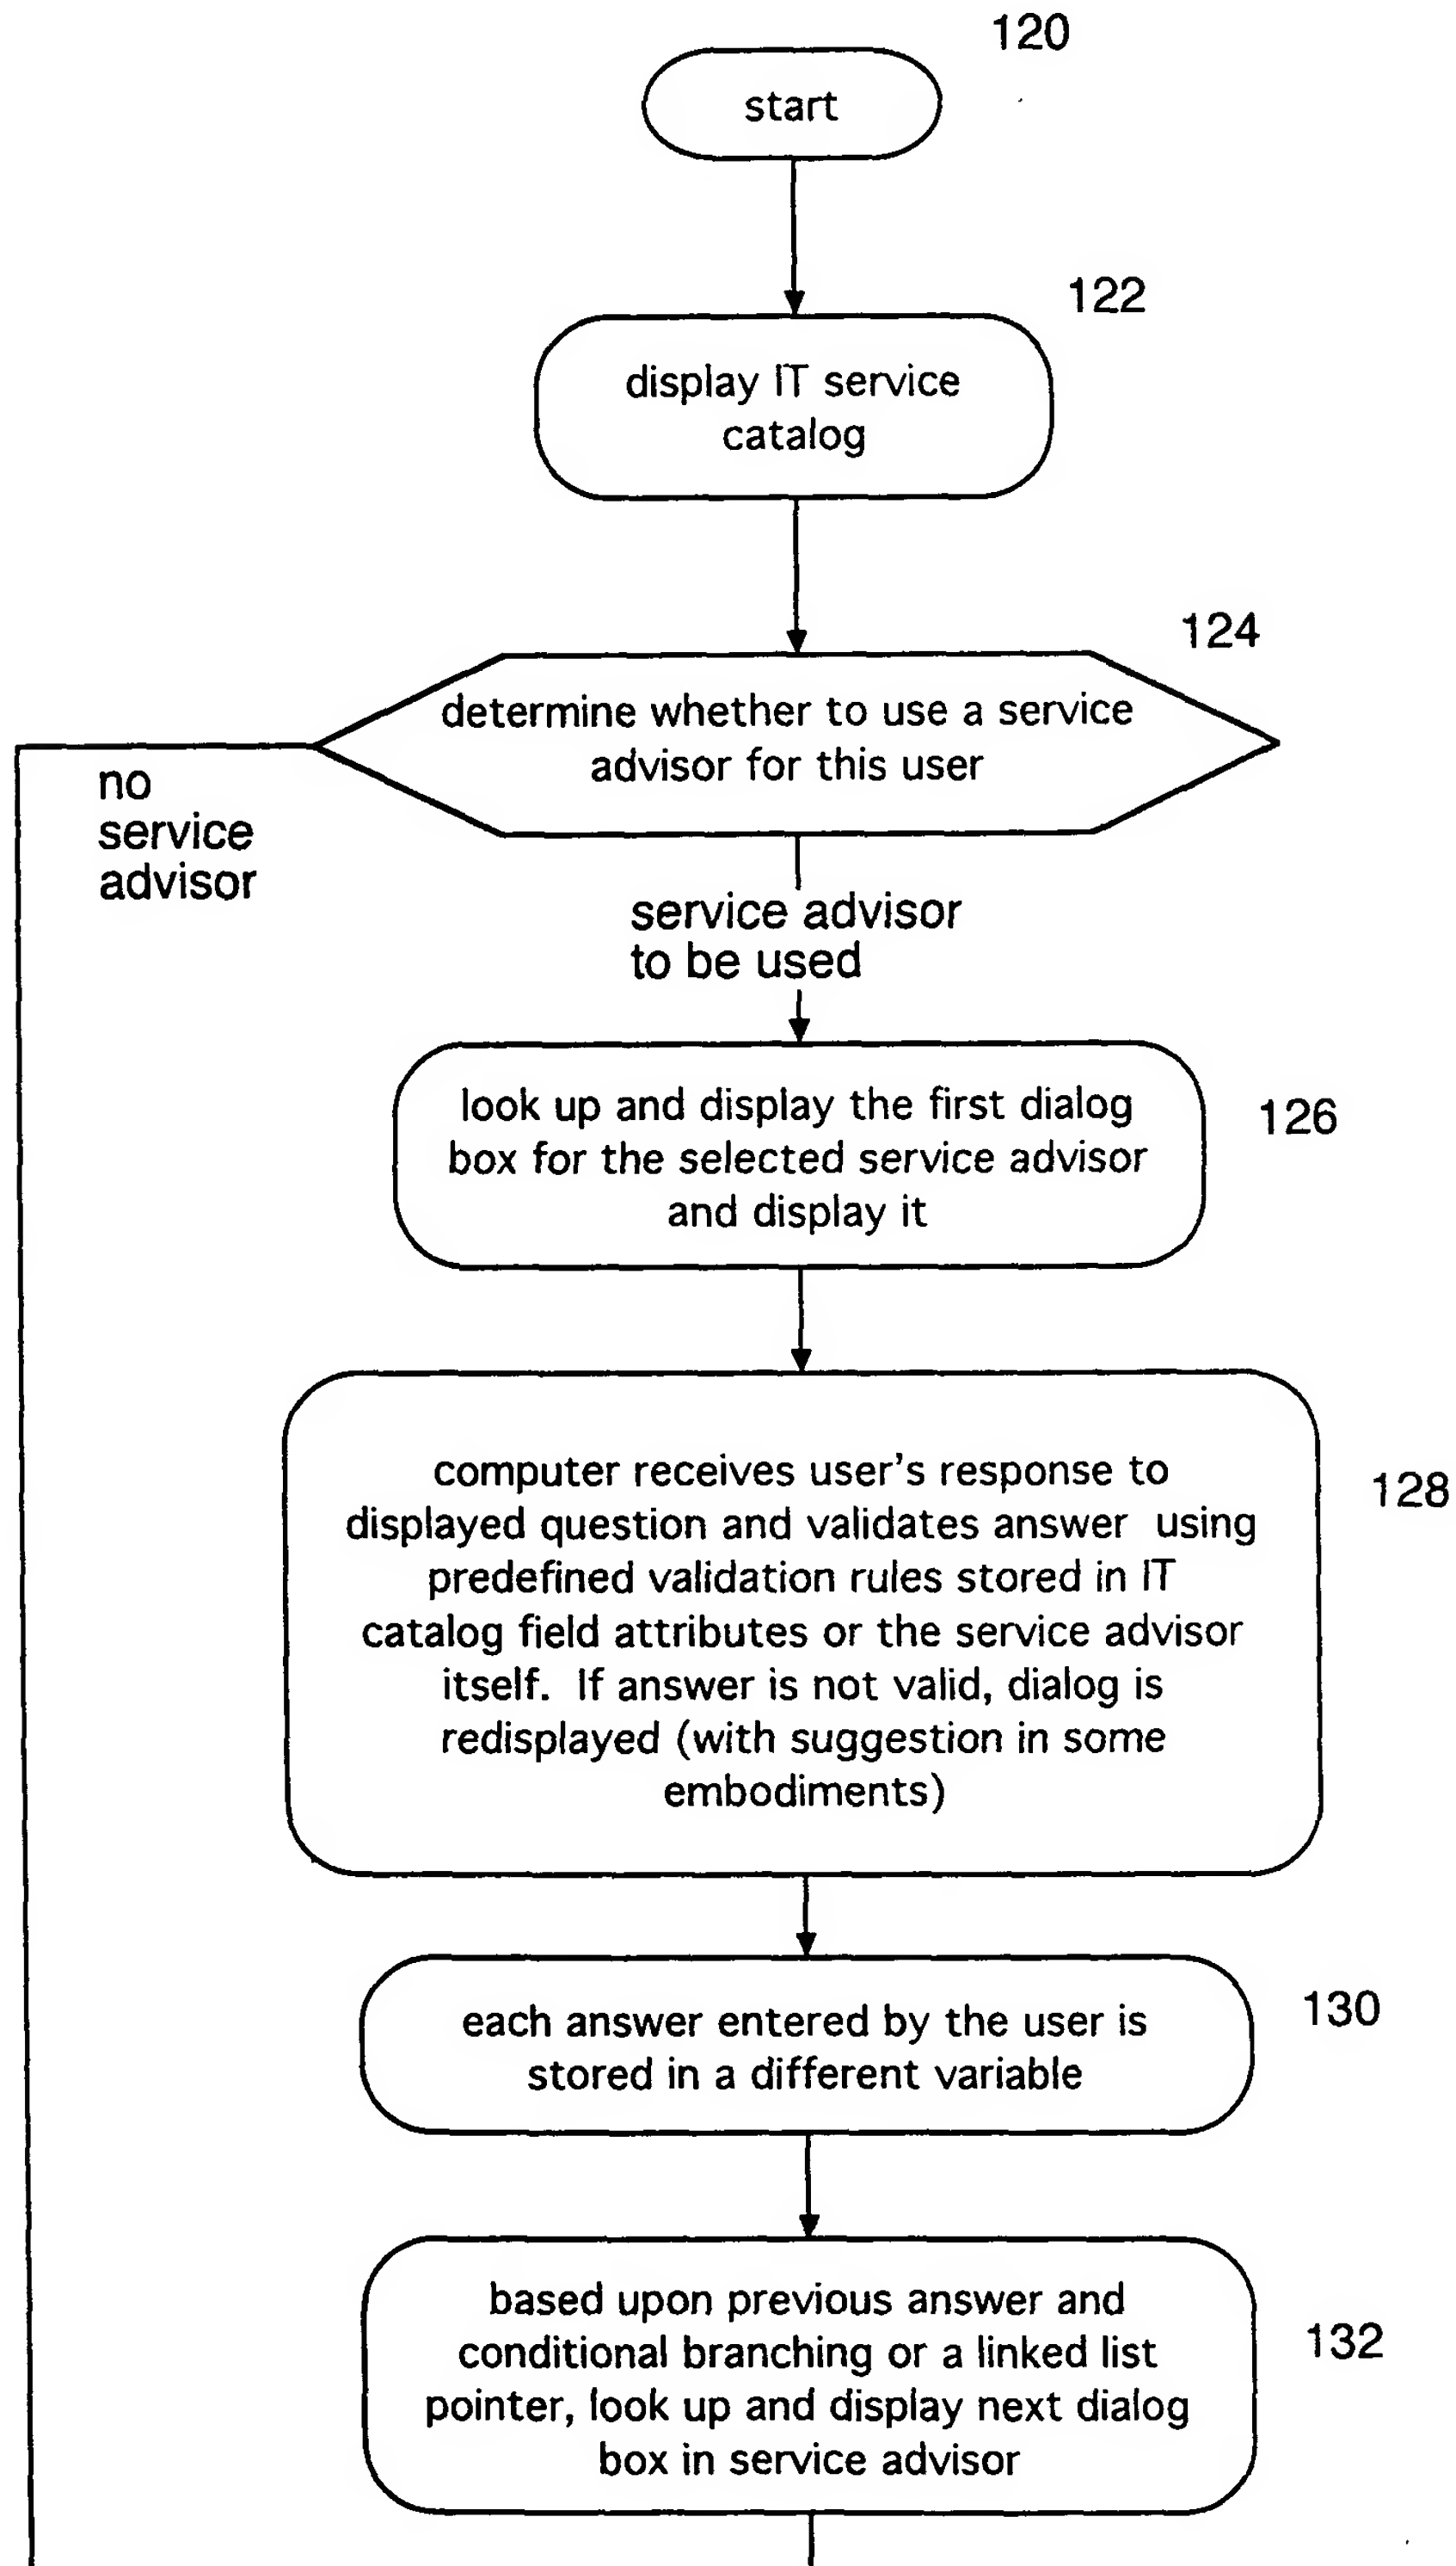 120
start
122
display IT service
catalog
124
determine whether to use a service
advisor for this user
no
service
advisor
service advisor
to be used
look up and display the first dialog
box for the selected service advisor
and display it
126
computer receives user's response to
displayed question and validates answer using
predefined validation rules stored in IT
catalog field attributes or the service advisor
itself. If answer is not valid, dialog is
redisplayed (with suggestion in some
embodiments)
128
each answer entered by the user is
stored in a different variable
130
based upon previous answer and
conditional branching or a linked list
pointer, look up and display next dialog
box in service advisor
132